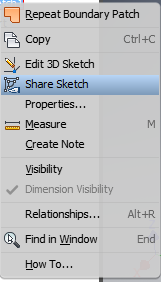 Repeat Boundary Patch
Copy Ctrl+C
Edit 3D Sketch
Share Sketch
Properties...
Measure M
Create Note
Visibility
Dimension Visibility
Relationships... Alt+R
Find in Window End
How To...